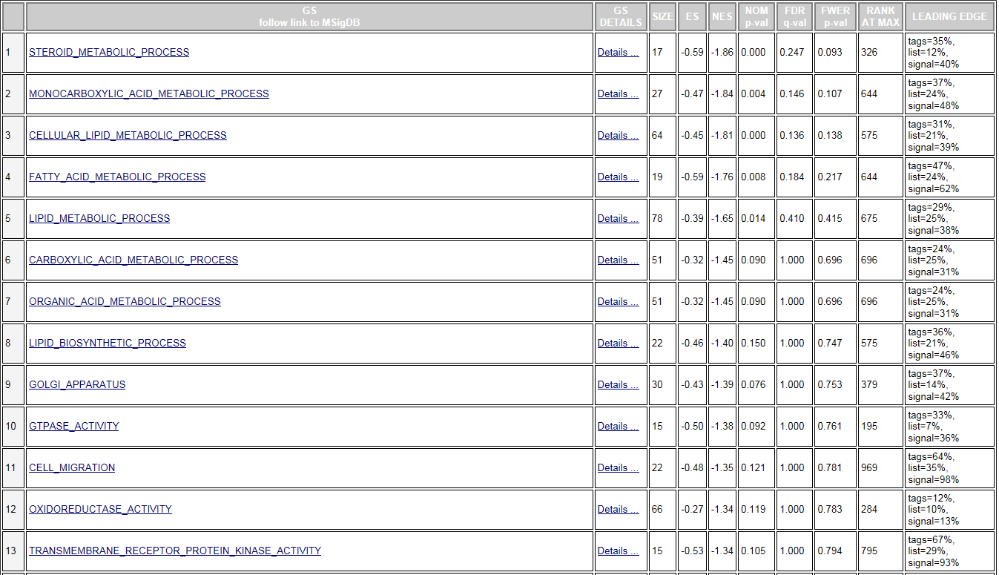 GS
follow link to MSigDB
GS
DETAILS
SIZE
ES
NES
NOM
p-val
FDR
q-val
FWER
p-val
RANK
AT MAX
LEADING EDGE
1 STEROID_METABOLIC_PROCESS Details ... 17 -0.59 -1.86 0.000 0.247 0.093 326 tags=35%,
list=12%,
signal=40%
2 MONOCARBOXYLIC_ACID_METABOLIC_PROCESS Details ... 27 -0.47 -1.84 0.004 0.146 0.107 644 tags=37%,
list=24%,
signal=48%
3 CELLULAR_LIPID_METABOLIC_PROCESS Details ... 64 -0.45 -1.81 0.000 0.136 0.138 575 tags=31%,
list=21%,
signal=39%
4 FATTY_ACID_METABOLIC_PROCESS Details ... 19 -0.59 -1.76 0.008 0.184 0.217 644 tags=47%,
list=24%,
signal=62%
5 LIPID_METABOLIC_PROCESS Details ... 78 -0.39 -1.65 0.014 0.410 0.415 675 tags=29%,
list=25%,
signal=38%
6 CARBOXYLIC_ACID_METABOLIC_PROCESS Details ... 51 -0.32 -1.45 0.090 1.000 0.696 696 tags=24%,
list=25%,
signal=31%
7 ORGANIC_ACID_METABOLIC_PROCESS Details ... 51 -0.32 -1.45 0.090 1.000 0.696 696 tags=24%,
list=25%,
signal=31%
8 LIPID_BIOSYNTHETIC_PROCESS Details ... 22 -0.46 -1.40 0.150 1.000 0.747 575 tags=36%,
list=21%,
signal=46%
9 GOLGI_APPARATUS Details ... 30 -0.43 -1.39 0.076 1.000 0.753 379 tags=37%,
list=14%,
signal=42%
10 GTPASE_ACTIVITY Details ... 15 -0.50 -1.38 0.092 1.000 0.761 195 tags=33%,
list=7%,
signal=36%
11 CELL_MIGRATION Details ... 22 -0.48 -1.35 0.121 1.000 0.781 969 tags=64%,
list=35%,
signal=98%
12 OXIDOREDUCTASE_ACTIVITY Details ... 66 -0.27 -1.34 0.119 1.000 0.783 284 tags=12%,
list=10%,
signal=13%
13 TRANSMEMBRANE_RECEPTOR_PROTEIN_KINASE_ACTIVITY Details ... 15 -0.53 -1.34 0.105 1.000 0.794 795 tags=67%,
list=29%,
signal=93%